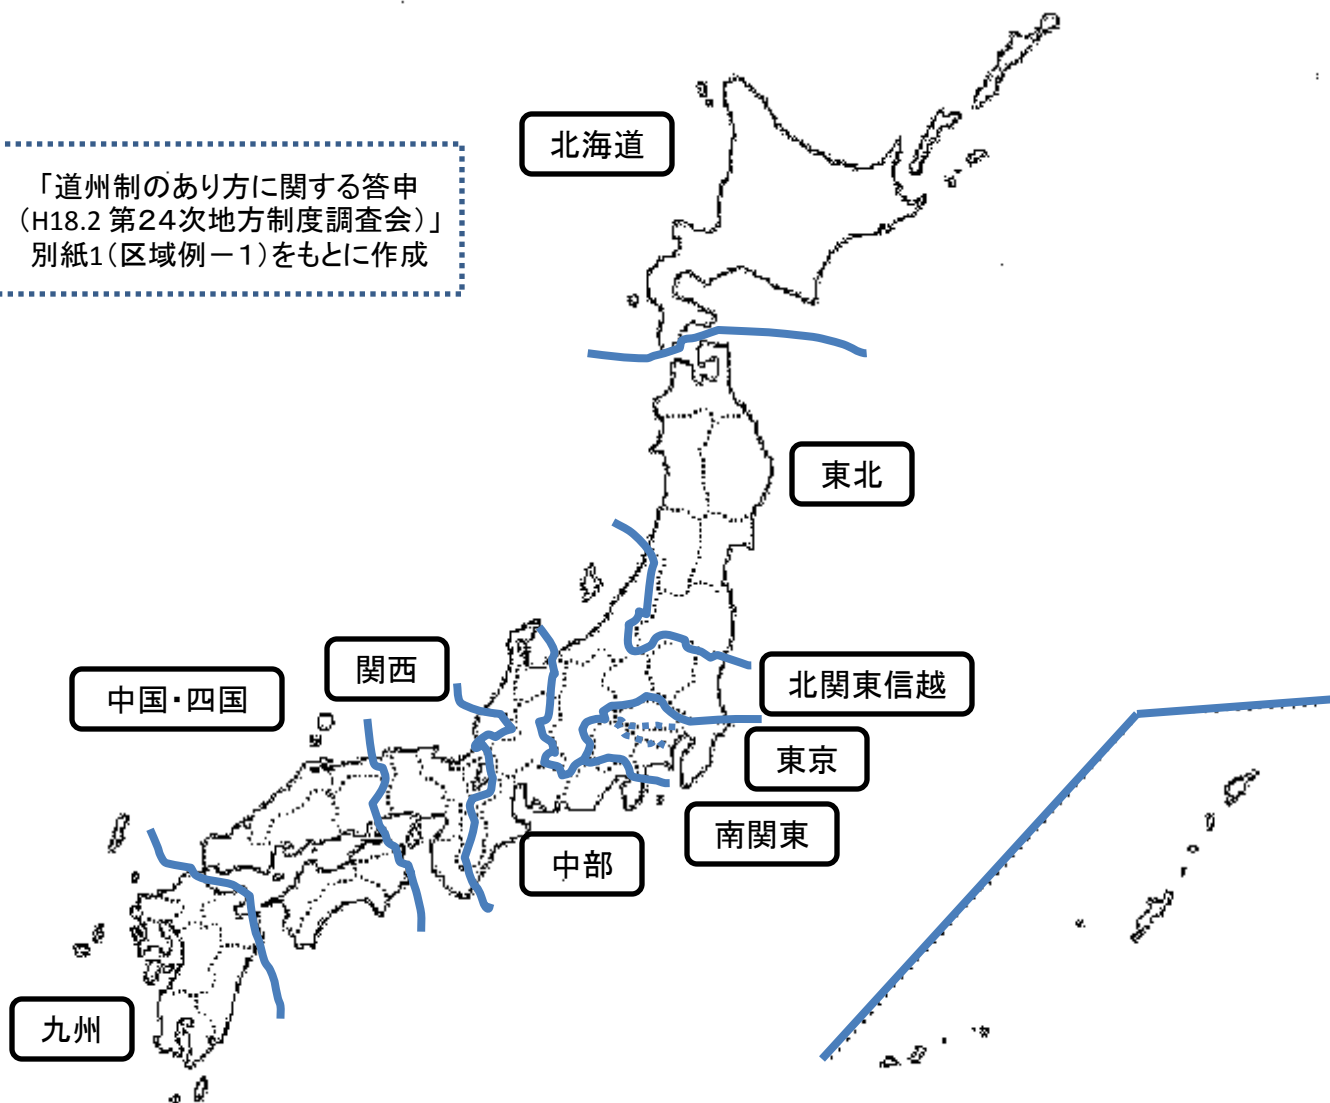 北海道
「道州制のあり方に関する答申
（H18.2 第２４次地方制度調査会）」
別紙1（区域例－１）をもとに作成
東北
関西
北関東信越
中国・四国
東京
南関東
中部
九州